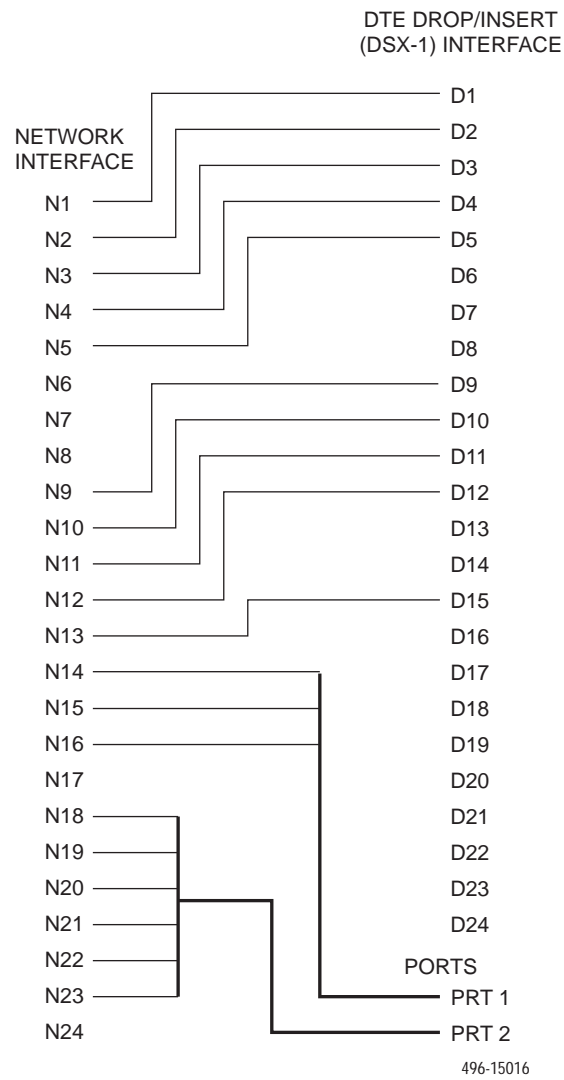 DTE DROP/INSERT
(DSX-1) INTERFACE
NETWORK
INTERFACE
N1
N2
N3
N4
N5
N6
N7
N8
N9
N10
N11
N12
N13
N14
N15
N16
N17
N18
N19
N20
N21
N22
N23
N24
D1
D2
D3
D4
D5
D6
D7
D8
D9
D10
D11
D12
D13
D14
D15
D16
D17
D18
D19
D20
D21
D22
D23
D24
PORTS
PRT 1
PRT 2
496-15016